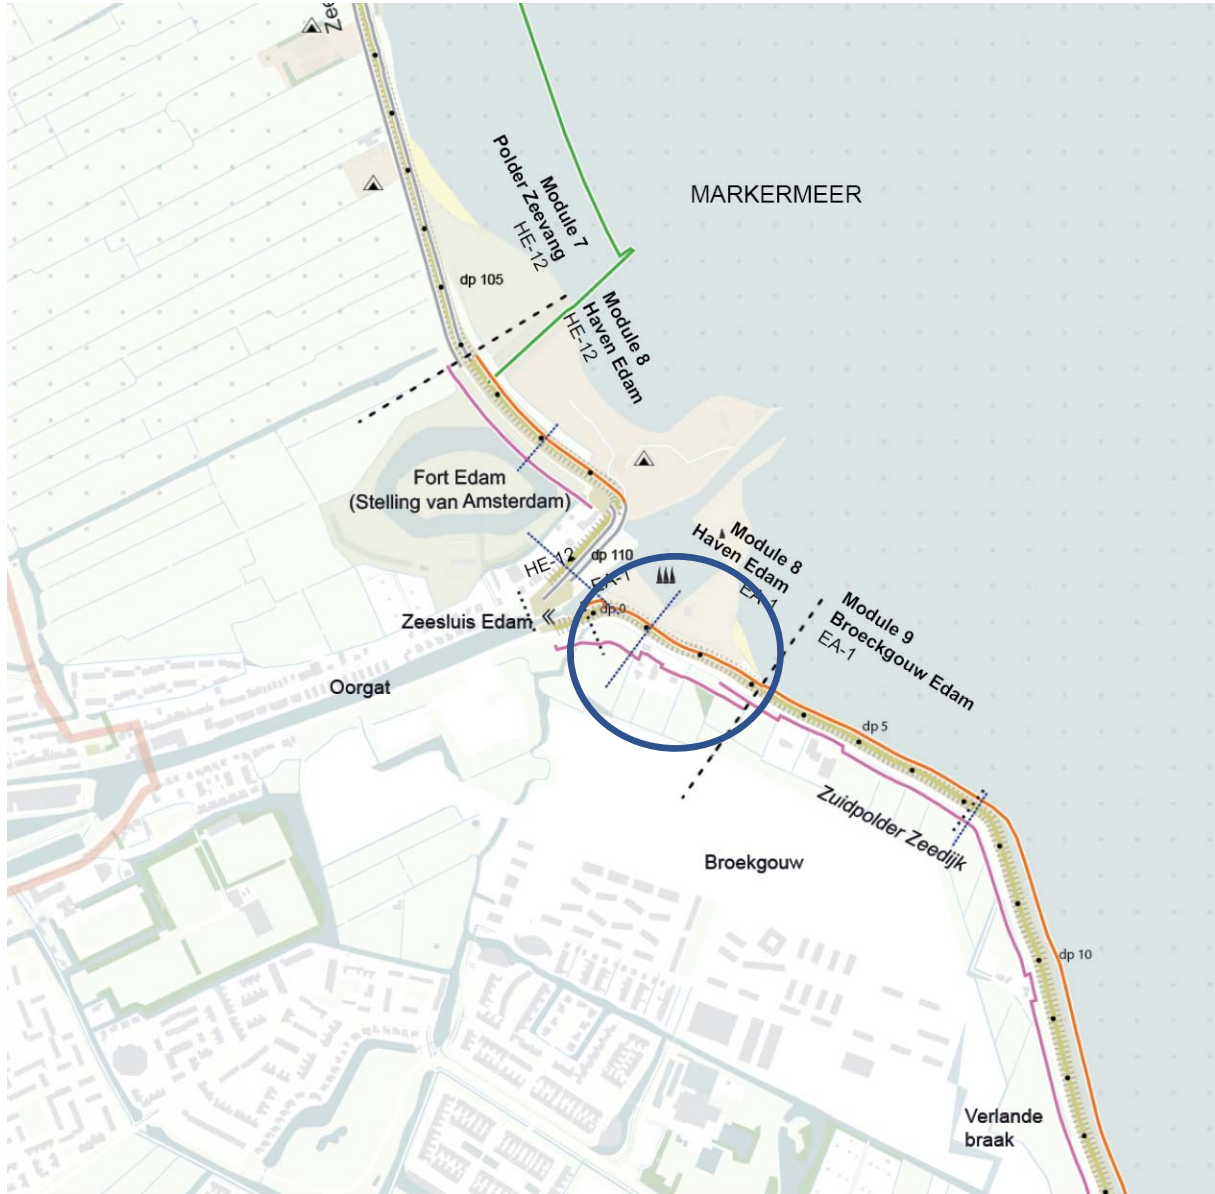 Zee
MARKERMEER
Module 7
Polder Zeevang
HE-12
dp 105
Module 8
Haven Edam
HE-12
Fort Edam
(Stelling van Amsterdam)
HE-12
dp 110
EA-1
Module 8
Haven Edam
EA-1
dp 0
Zeesluis Edam
Module 9
Broeckgouw Edam
EA-1
Oorgat
dp 5
Zuidpolder Zeedijk
Broekgouw
dp 10
Verlande
braak